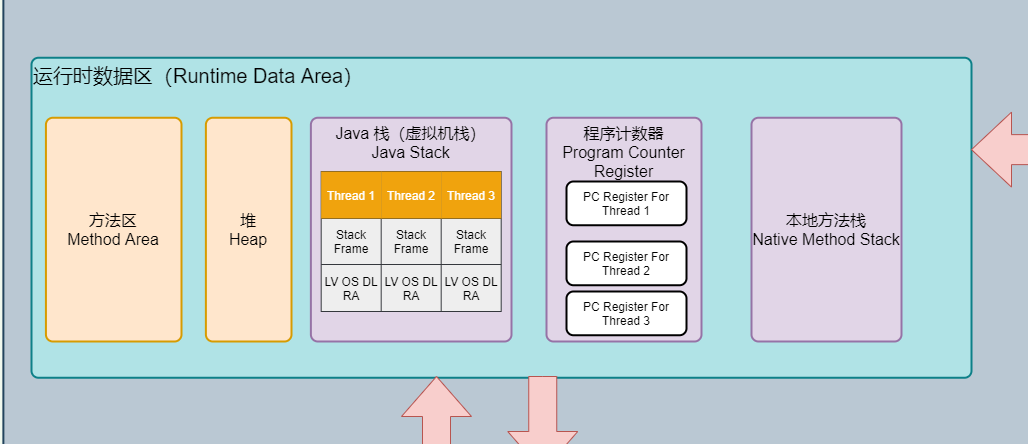 运行时数据区（Runtime Data Area）
方法区
Method Area
堆
Heap
Java 栈（虚拟机栈）
Java Stack
Thread 1 Thread 2 Thread 3
Stack Frame Stack Frame Stack Frame
LV OS DL RA LV OS DL RA LV OS DL RA
程序计数器
Program Counter
Register
PC Register For
Thread 1
PC Register For
Thread 2
PC Register For
Thread 3
本地方法栈
Native Method Stack